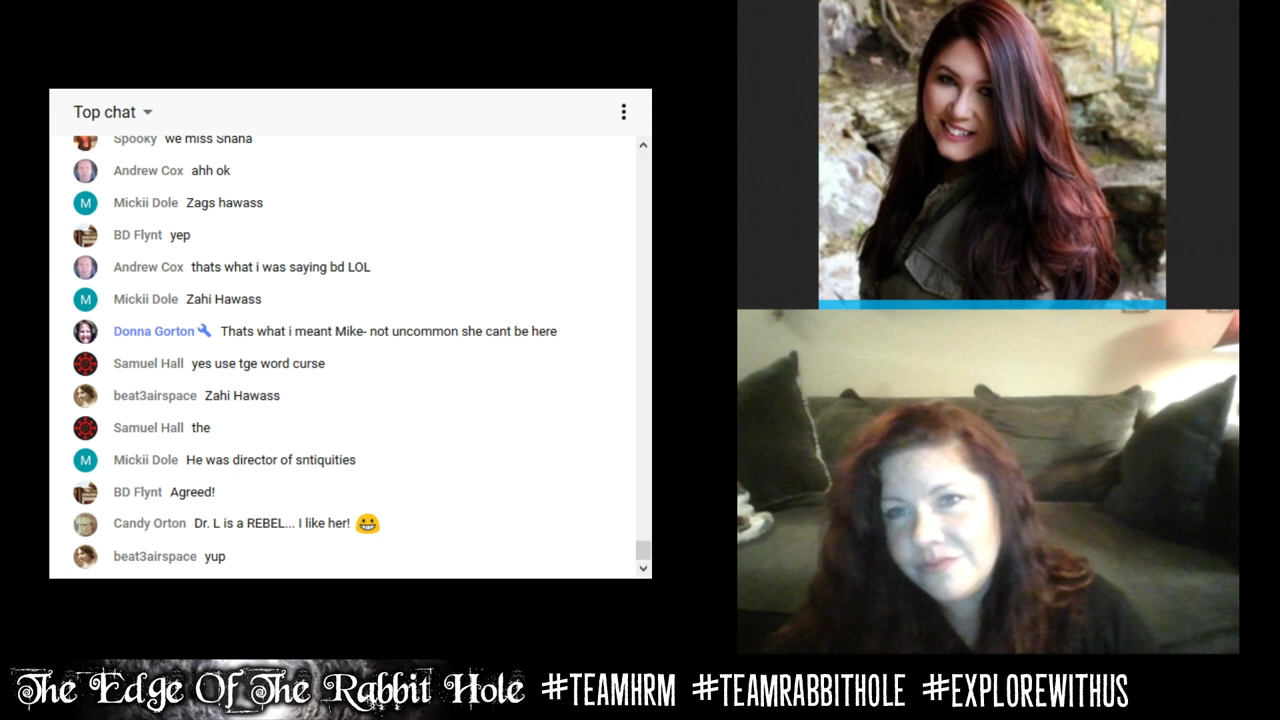 Top chat
Spooky we miss Shana
Andrew Cox ahh ok
M Mickii Dole Zags hawass
BD Flynt yep
Andrew Cox thats what i was saying bd LOL
M Mickii Dole Zahi Hawass
Donna Gorton Thats what i meant Mike- not uncommon she cant be here
Samuel Hall yes use tge word curse
beat3airspace Zahi Hawass
Samuel Hall the
M Mickii Dole He was director of sntiquities
BD Flynt Agreed!
Candy Orton Dr. L is a REBEL... I like her! 😀
beat3airspace yup
The Edge Of The Rabbit Hole #TEAMHRM #TEAMRABBITHOLE #EXPLOREWITHUS